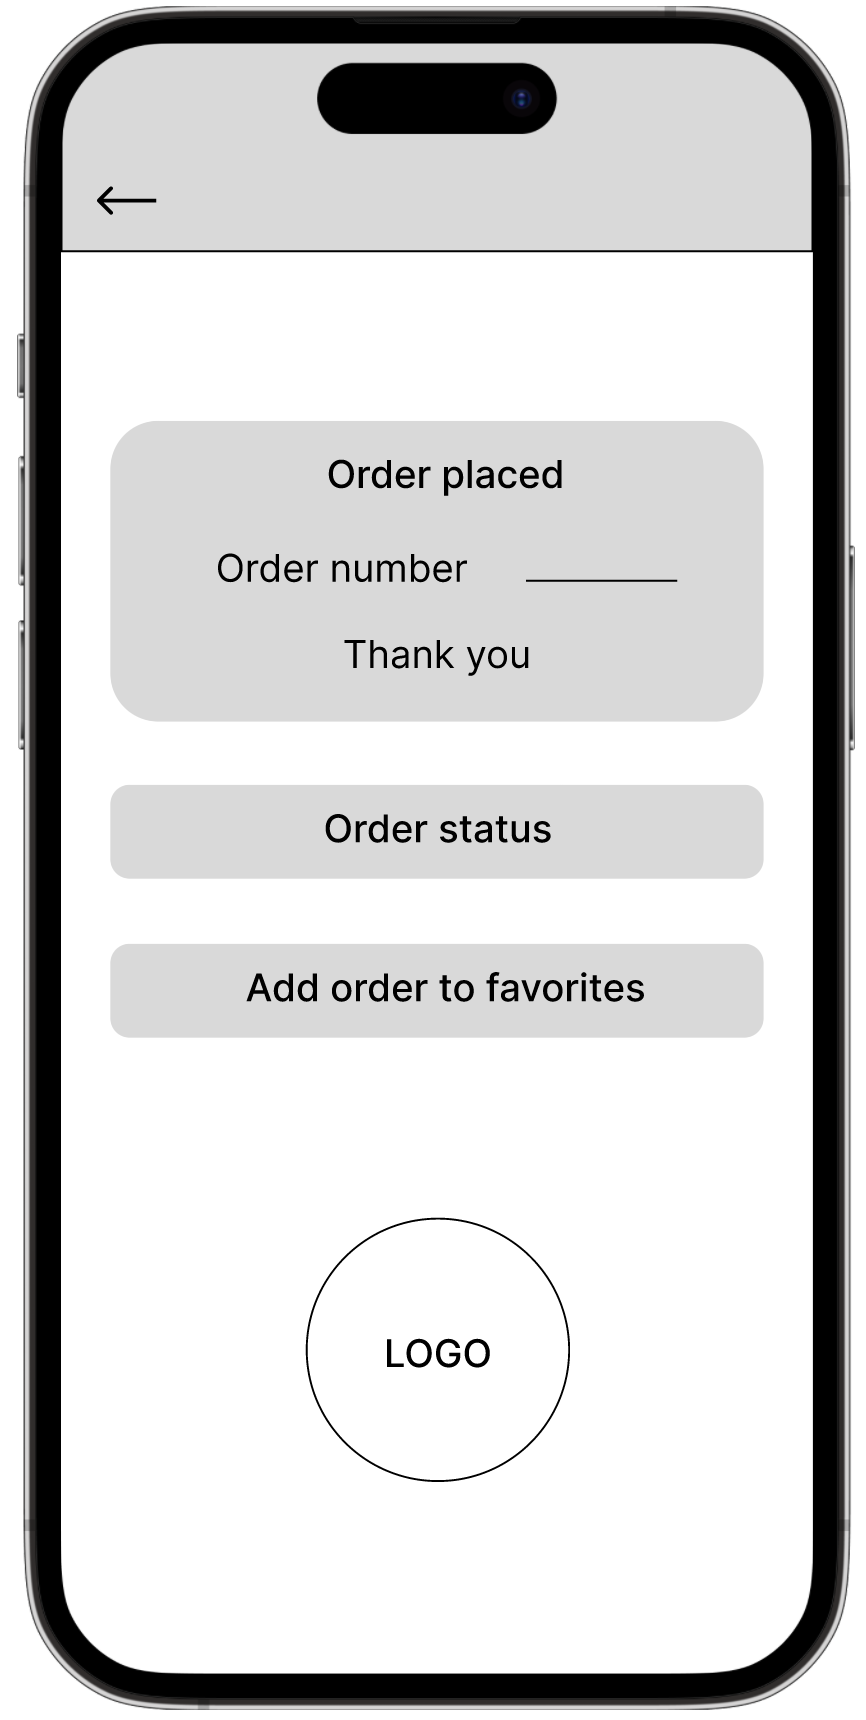 Order placed
Order number
Thank you
Order status
Add order to favorites
LOGO